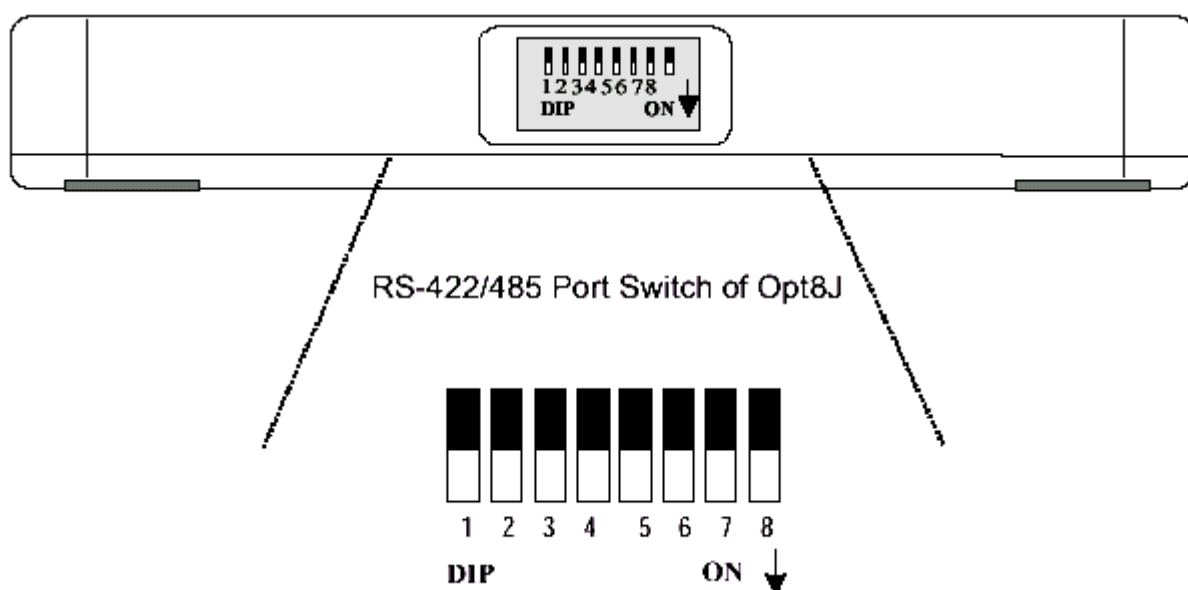 12345678
DIP ON
RS-422/485 Port Switch of Opt8J
1 2 3 4 5 6 7 8
DIP ON